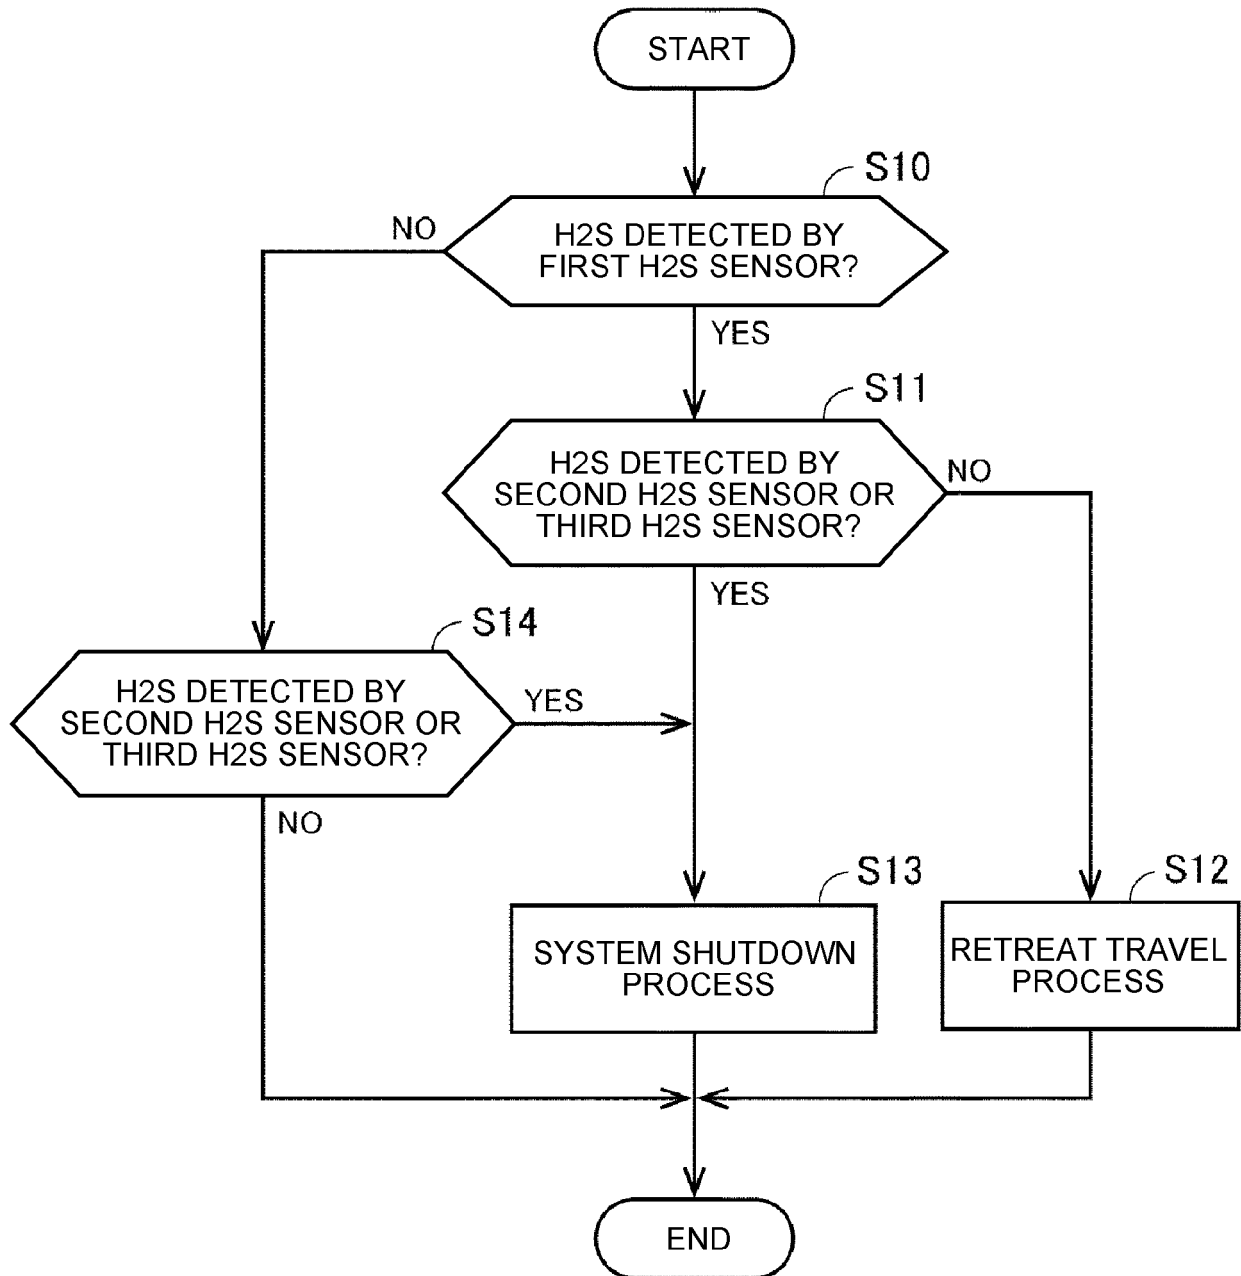 START
S10
NO
H2S DETECTED BY
FIRST H2S SENSOR?
YES
S11
H2S DETECTED BY
SECOND H2S SENSOR OR
THIRD H2S SENSOR?
NO
YES
S14
H2S DETECTED BY
SECOND H2S SENSOR OR
THIRD H2S SENSOR?
YES
NO
S13
SYSTEM SHUTDOWN
PROCESS
S12
RETREAT TRAVEL
PROCESS
END